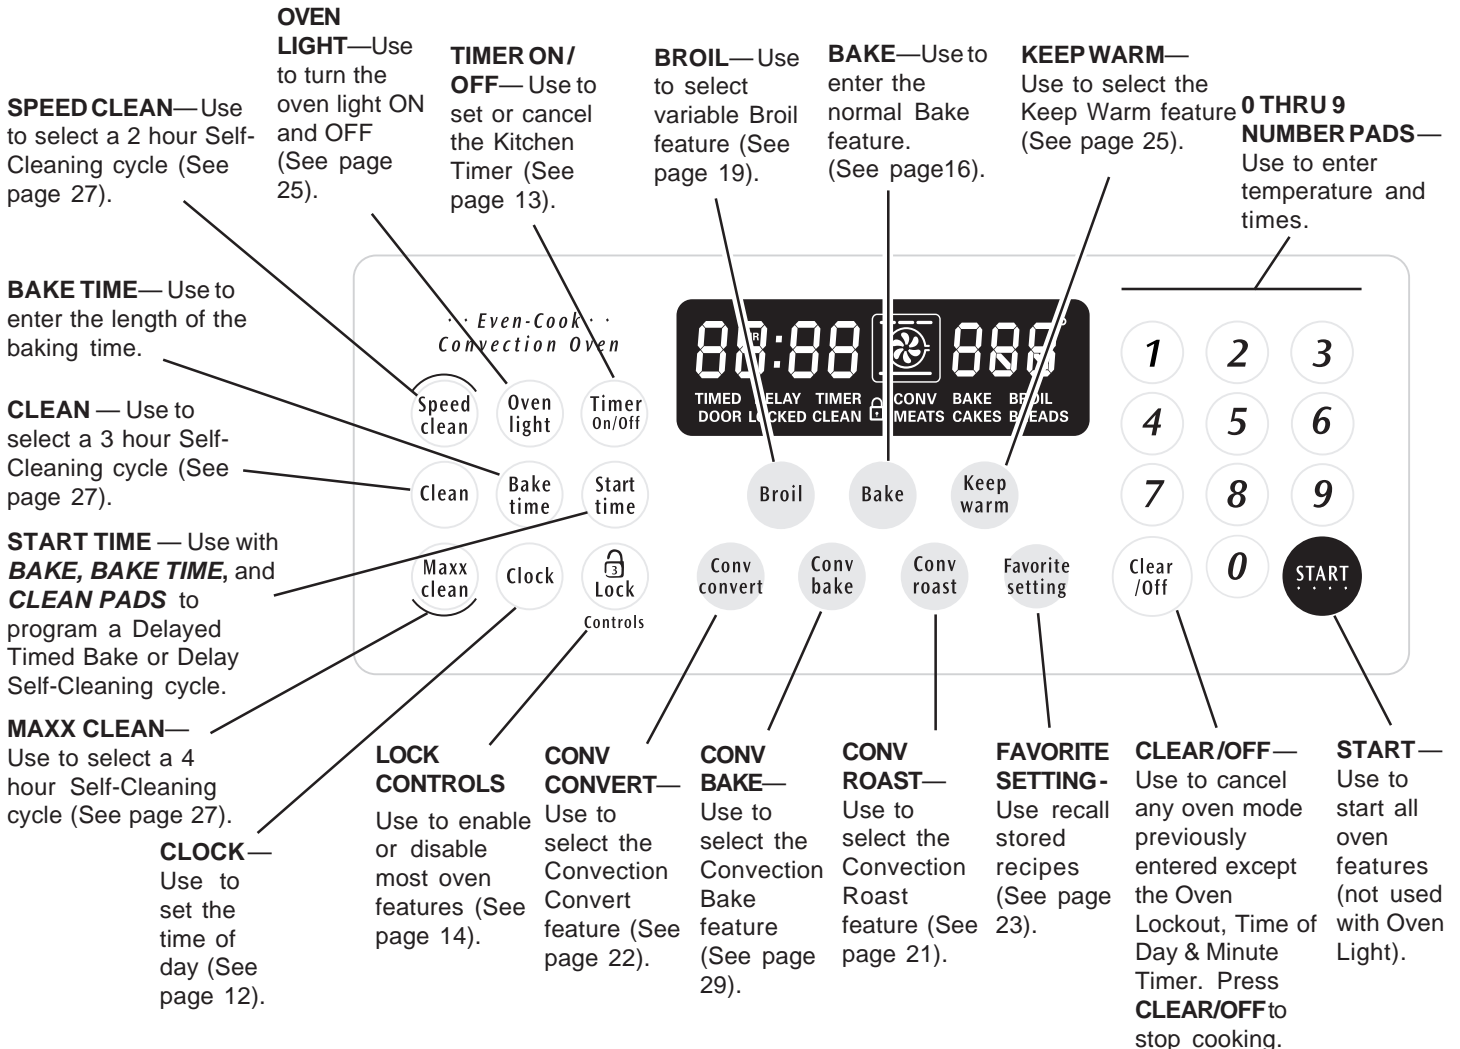 OVEN
LIGHT—Use
to turn the
oven light ON
and OFF
(See page
25).
TIMER ON/
OFF— Use to
set or cancel
the Kitchen
Timer (See
page 13).
BROIL— Use
to select
variable Broil
feature (See
page 19).
BAKE—Use to
enter the
normal Bake
feature.
(See page16).
KEEP WARM—
Use to select the
Keep Warm feature
(See page 25).
0 THRU 9
NUMBER PADS—
Use to enter
temperature and
times.
SPEED CLEAN— Use
to select a 2 hour Self-
Cleaning cycle (See
page 27).
BAKE TIME— Use to
enter the length of the
baking time.
CLEAN — Use to
select a 3 hour Self-
Cleaning cycle (See
page 27).
START TIME — Use with
BAKE, BAKE TIME, and
CLEAN PADS to
program a Delayed
Timed Bake or Delay
Self-Cleaning cycle.
MAXX CLEAN—
Use to select a 4
hour Self-Cleaning
cycle (See page 27).
· · Even-Cook · ·
Convection Oven
Speed
clean
Oven
light
Timer
On/Off
Clean
Bake
time
Start
time
Maxx
clean
Clock
3
Lock
Controls
88:88 888°
TIMED DELAY TIMER CONV BAKE BROIL
DOOR LOCKED CLEAN MEATS CAKES BREADS
Broil
Bake
Keep
warm
Conv
convert
Conv
bake
Conv
roast
Favorite
setting
1 2 3
4 5 6
7 8 9
Clear
/Off
0
START
CLOCK—
Use to
set the
time of
day (See
page 12).
LOCK
CONTROLS
Use to enable
or disable
most oven
features (See
page 14).
CONV
CONVERT—
Use to
select the
Convection
Convert
feature (See
page 22).
CONV
BAKE—
Use to
select the
Convection
Bake
feature
(See page
29).
CONV
ROAST—
Use to
select the
Convection
Roast
feature (See
page 21).
FAVORITE
SETTING-
Use recall
stored
recipes
(See page
23).
CLEAR/OFF—
Use to cancel
any oven mode
previously
entered except
the Oven
Lockout, Time of
Day & Minute
Timer. Press
CLEAR/OFF to
stop cooking.
START—
Use to
start all
oven
features
(not used
with Oven
Light).